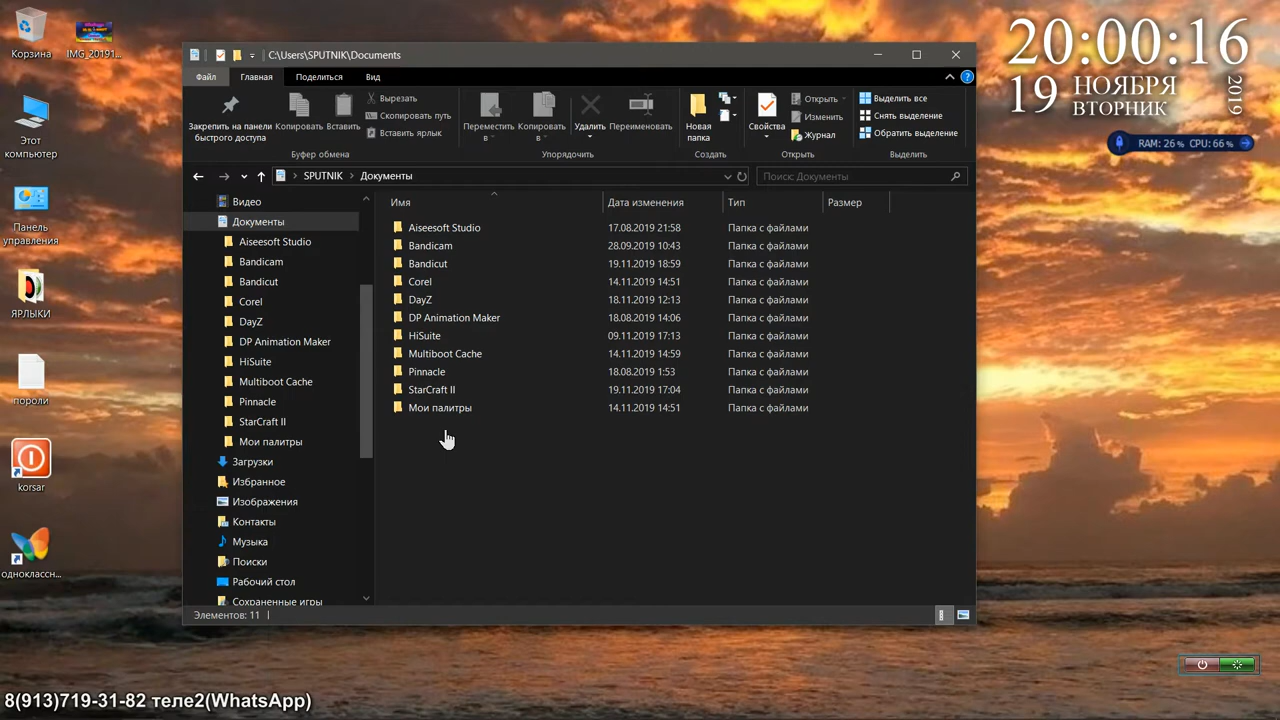 Корзина
IMG_20191...
Этот
компьютер
Панель
управления
ЯРЛЫКИ
пороли
korsar
одноклассн...
C:\Users\SPUTNIK\Documents
Файл
Главная
Поделиться
Вид
Закрепить на панели
быстрого доступа
Копировать
Вставить
Вырезать
Скопировать путь
Вставить ярлык
Буфер обмена
Переместить
в
Копировать
в
Удалить
Переименовать
Упорядочить
Новая
папка
Создать
Свойства
Открыть
Изменить
Журнал
Открыть
Выделить все
Снять выделение
Обратить выделение
Выделить
SPUTNIK
Документы
Поиск: Документы
Видео
Документы
Aiseesoft Studio
Bandicam
Bandicut
Corel
DayZ
DP Animation Maker
HiSuite
Multiboot Cache
Pinnacle
StarCraft II
Мои палитры
Загрузки
Избранное
Изображения
Контакты
Музыка
Поиски
Рабочий стол
Сохраненные игры
Имя Дата изменения Тип Размер
Aiseesoft Studio 17.08.2019 21:58 Папка с файлами
Bandicam 28.09.2019 10:43 Папка с файлами
Bandicut 19.11.2019 18:59 Папка с файлами
Corel 14.11.2019 14:51 Папка с файлами
DayZ 18.11.2019 12:13 Папка с файлами
DP Animation Maker 18.08.2019 14:06 Папка с файлами
HiSuite 09.11.2019 17:13 Папка с файлами
Multiboot Cache 14.11.2019 14:59 Папка с файлами
Pinnacle 18.08.2019 1:53 Папка с файлами
StarCraft II 19.11.2019 17:04 Папка с файлами
Мои палитры 14.11.2019 14:51 Папка с файлами
Элементов: 11
20:00:16
19
НОЯБРЯ
ВТОРНИК
2019
RAM: 26 % CPU: 66 %
8(913)719-31-82 теле2(WhatsApp)